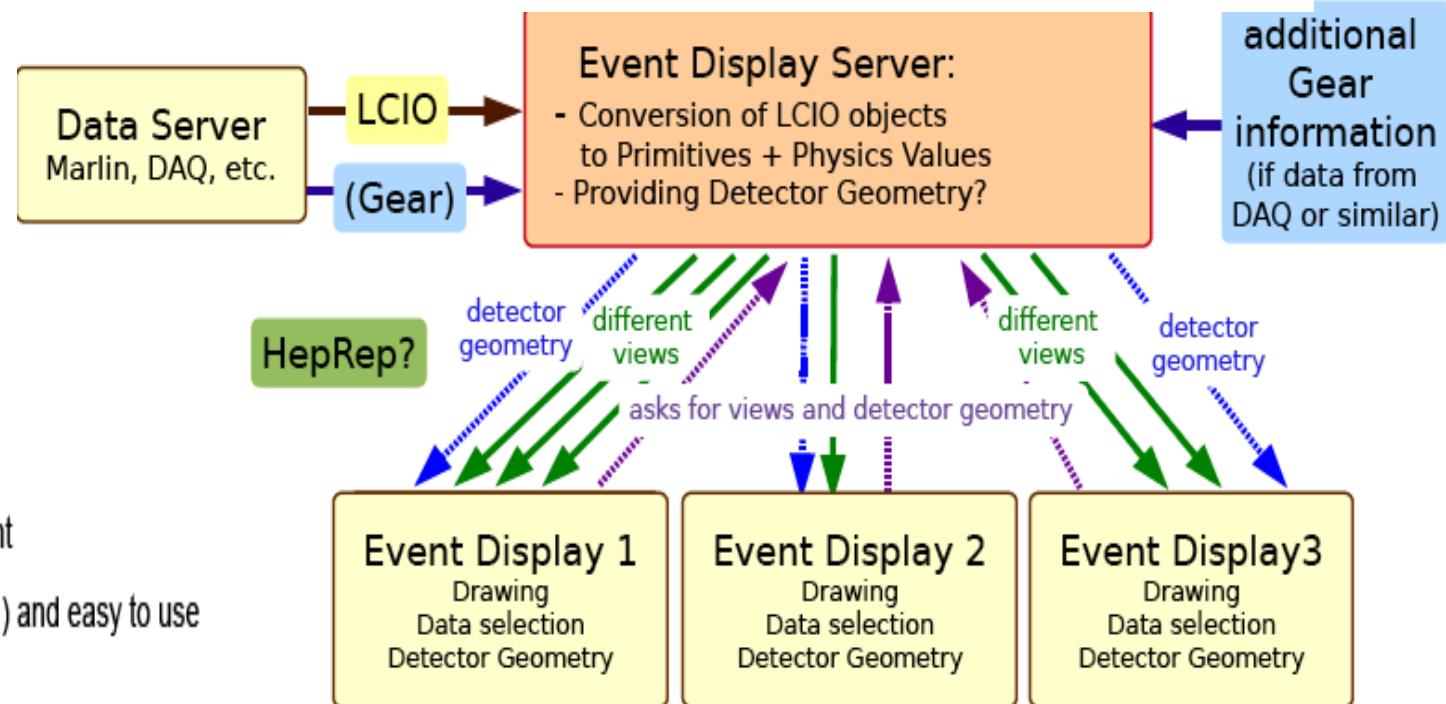 Data Server
Marlin, DAQ, etc.
LCIO
(Gear)
Event Display Server:
- Conversion of LCIO objects
to Primitives + Physics Values
- Providing Detector Geometry?
additional
Gear
information
(if data from
DAQ or similar)
HepRep?
detector
geometry
different
views
different
views
detector
geometry
asks for views and detector geometry
nt
) and easy to use
Event Display 1
Drawing
Data selection
Detector Geometry
Event Display 2
Drawing
Data selection
Detector Geometry
Event Display3
Drawing
Data selection
Detector Geometry